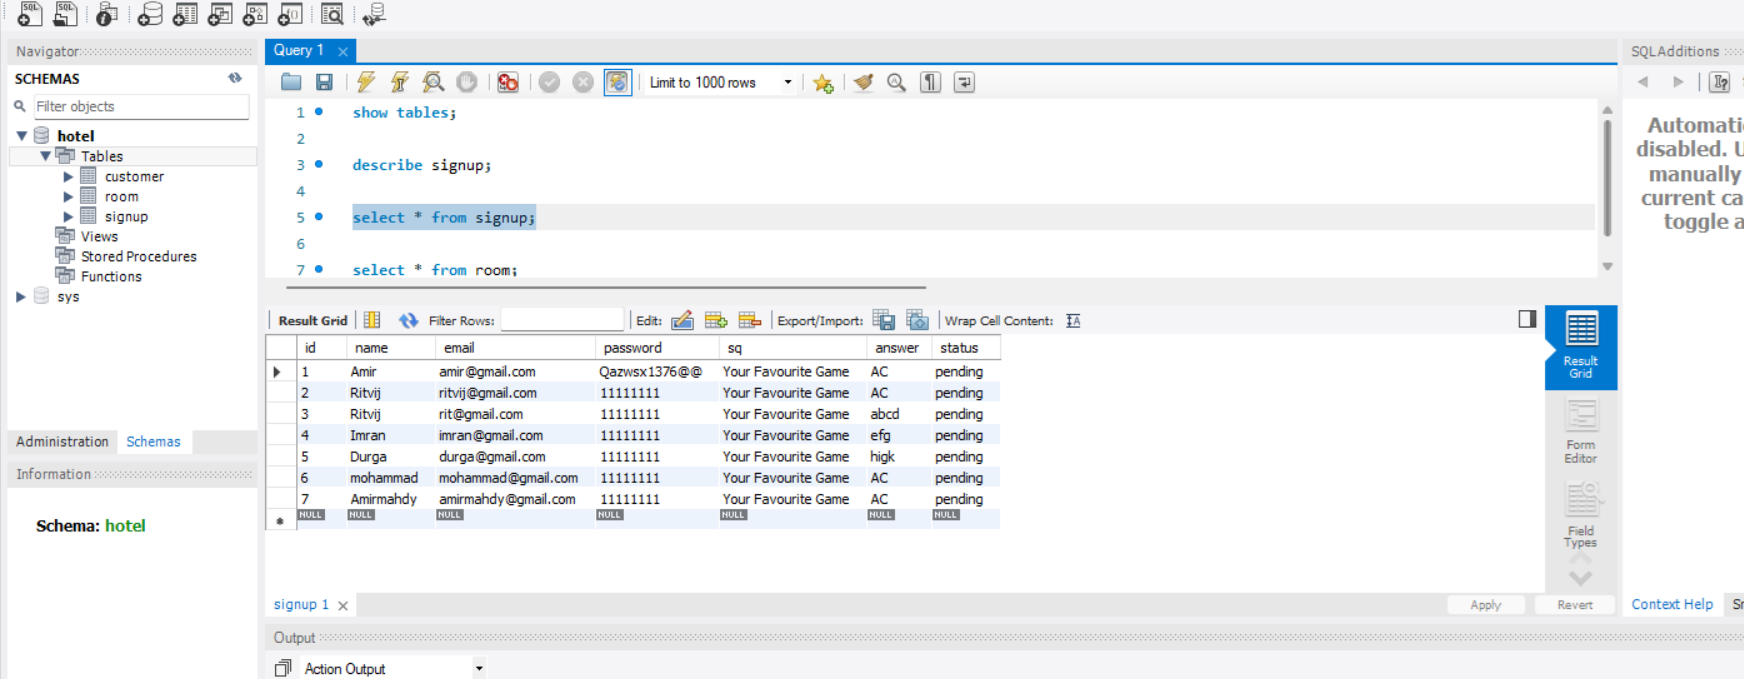 SQL SQL
Navigator
SCHEMAS
Filter objects
hotel
Tables
customer
room
signup
Views
Stored Procedures
Functions
sys
Administration Schemas
Information
Schema: hotel
Query 1
Limit to 1000 rows
1 show tables;
2
3 describe signup;
4
5 select * from signup;
6
7 select * from room;
Result Grid Filter Rows: Edit: Export/Import: Wrap Cell Content:
id name email password sq answer status
1 Amir amir@gmail.com Qazwsx1376@@ Your Favourite Game AC pending
2 Ritvij ritvij@gmail.com 11111111 Your Favourite Game AC pending
3 Ritvij rit@gmail.com 11111111 Your Favourite Game abcd pending
4 Imran imran@gmail.com 11111111 Your Favourite Game efg pending
5 Durga durga@gmail.com 11111111 Your Favourite Game higk pending
6 mohammad mohammad@gmail.com 11111111 Your Favourite Game AC pending
7 Amirmahdy amirmahdy@gmail.com 11111111 Your Favourite Game AC pending
NULL NULL NULL NULL NULL NULL NULL
Result
Grid
Form
Editor
Field
Types
signup 1
Apply Revert
Output
Action Output
SQLAdditions
Automati
disabled. U
manually
current ca
toggle a
Context Help Sn